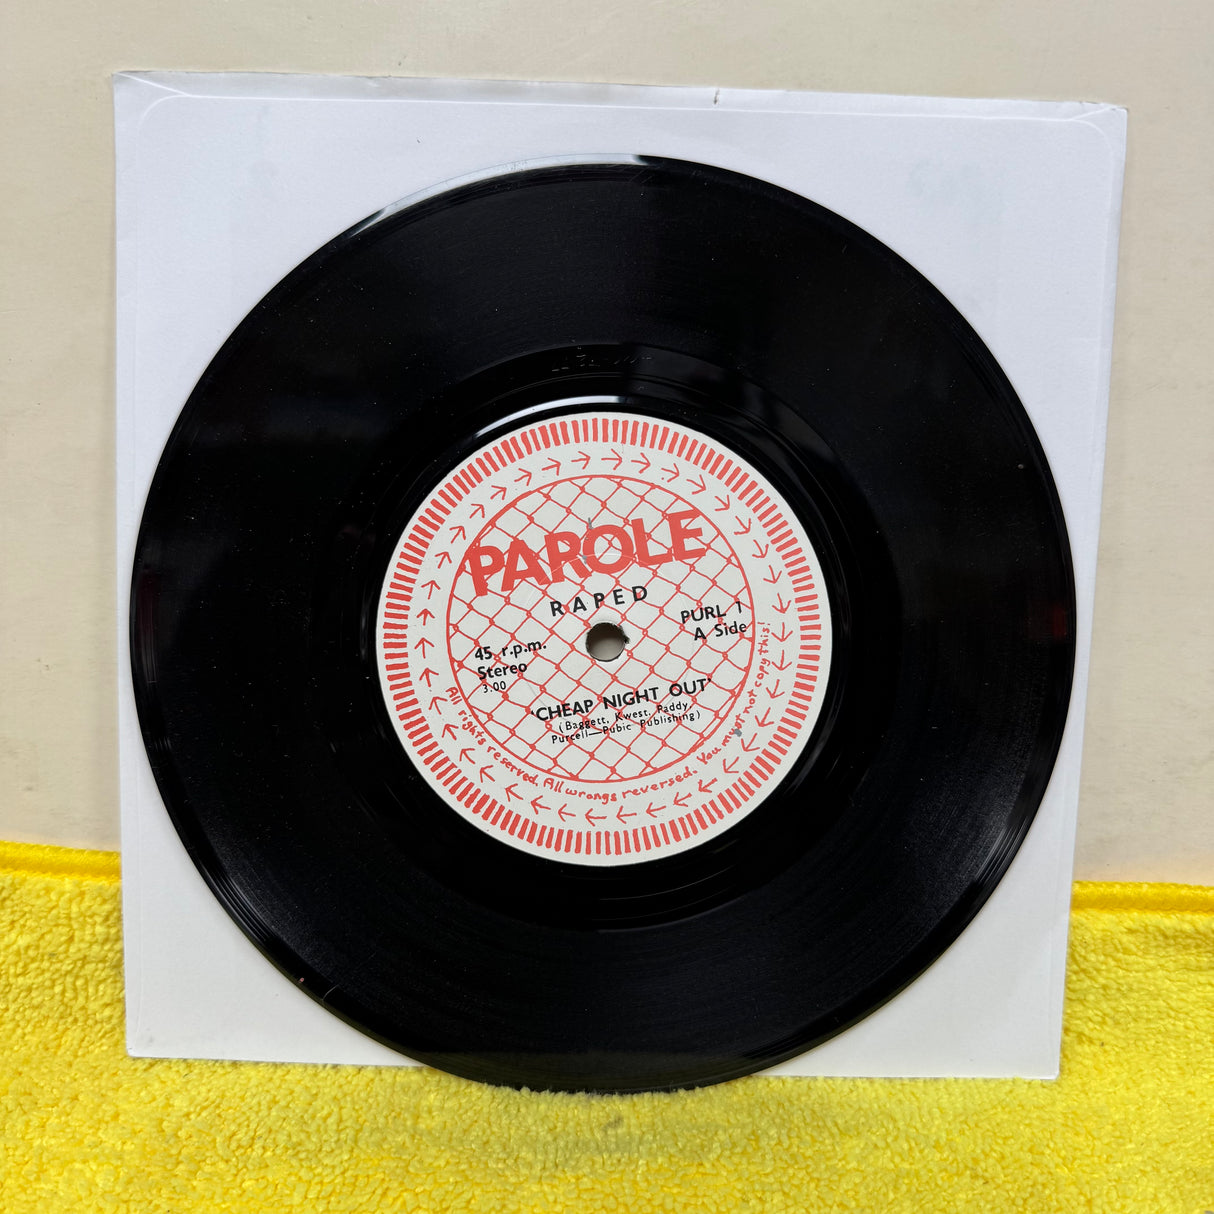 PAROLE
RAPED
PURL 1
A Side
45 r.p.m.
Stereo
3.00
'CHEAP NIGHT OUT'
(Baggett, Kwest, Paddy,
Purcell—Pubic Publishing)
All rights reserved. All wrongs reversed. You must not copy this!